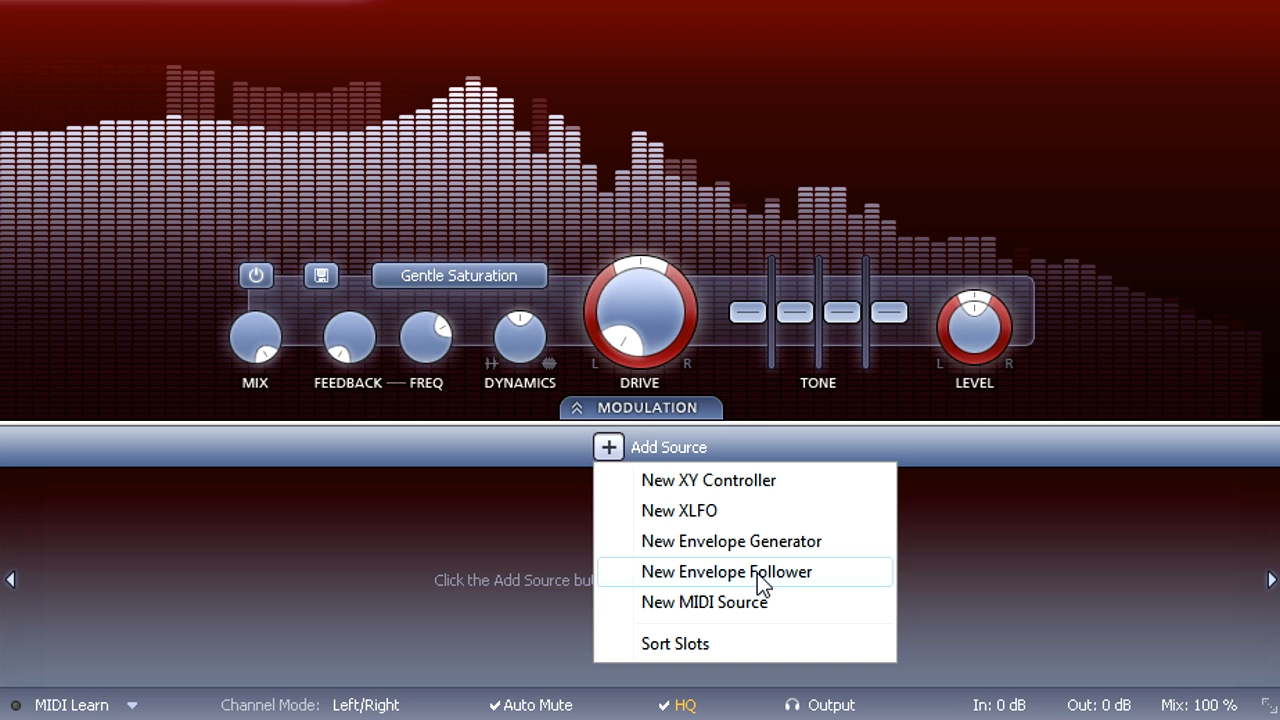 Gentle Saturation
L R
L R
MIX FEEDBACK FREQ DYNAMICS DRIVE TONE LEVEL
MODULATION
Add Source
New XY Controller
New XLFO
New Envelope Generator
Click the Add Source
New Envelope Follower
New MIDI Source
Sort Slots
MIDI Learn Channel Mode: Left/Right Auto Mute HQ Output In: 0 dB Out: 0 dB Mix: 100 %